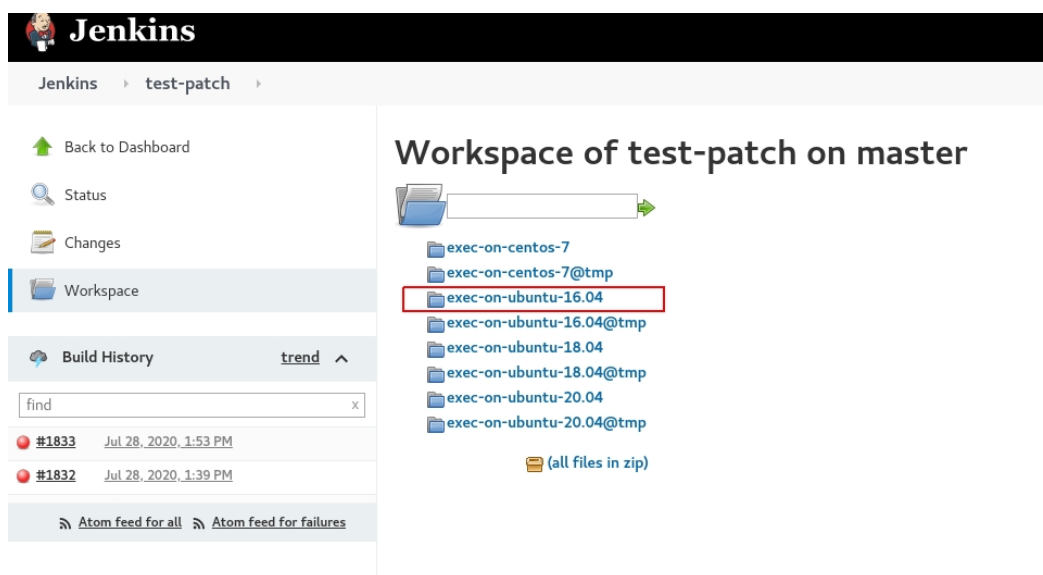 Jenkins
Jenkins test-patch
Back to Dashboard
Status
Changes
Workspace
Build History trend
find x
#1833 Jul 28, 2020, 1:53 PM
#1832 Jul 28, 2020, 1:39 PM
Atom feed for all Atom feed for failures
Workspace of test-patch on master
exec-on-centos-7
exec-on-centos-7@tmp
exec-on-ubuntu-16.04
exec-on-ubuntu-16.04@tmp
exec-on-ubuntu-18.04
exec-on-ubuntu-18.04@tmp
exec-on-ubuntu-20.04
exec-on-ubuntu-20.04@tmp
(all files in zip)